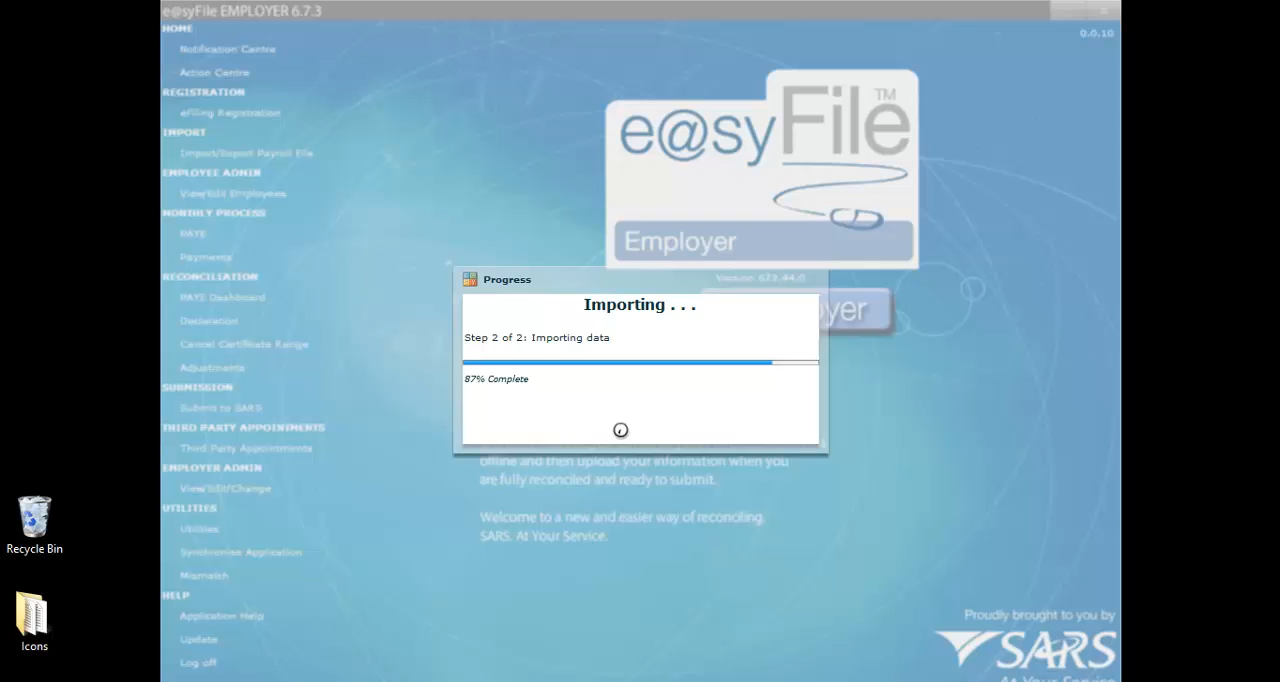 e@syFile EMPLOYER 6.7.3
0.0.10
HOME
Notification Centre
Action Centre
REGISTRATION
eFiling Registration
IMPORT
Import/Export Payroll File
EMPLOYEE ADMIN
View/Edit Employees
MONTHLY PROCESS
PAYE
Payments
RECONCILIATION
PAYE Dashboard
Declaration
Cancel Certificate Range
Adjustments
SUBMISSION
Submit to SARS
THIRD PARTY APPOINTMENTS
Third Party Appointments
EMPLOYER ADMIN
View/Edit/Change
UTILITIES
Utilities
Synchronise Application
Mismatch
HELP
Application Help
Update
Log off
e@syFile™
Employer
yer
Progress
Importing . . .
Step 2 of 2: Importing data
87% Complete
offline and then upload your information when you
are fully reconciled and ready to submit.
Welcome to a new and easier way of reconciling.
SARS. At Your Service.
Proudly brought to you by
SARS
At Your Service
Recycle Bin
Icons